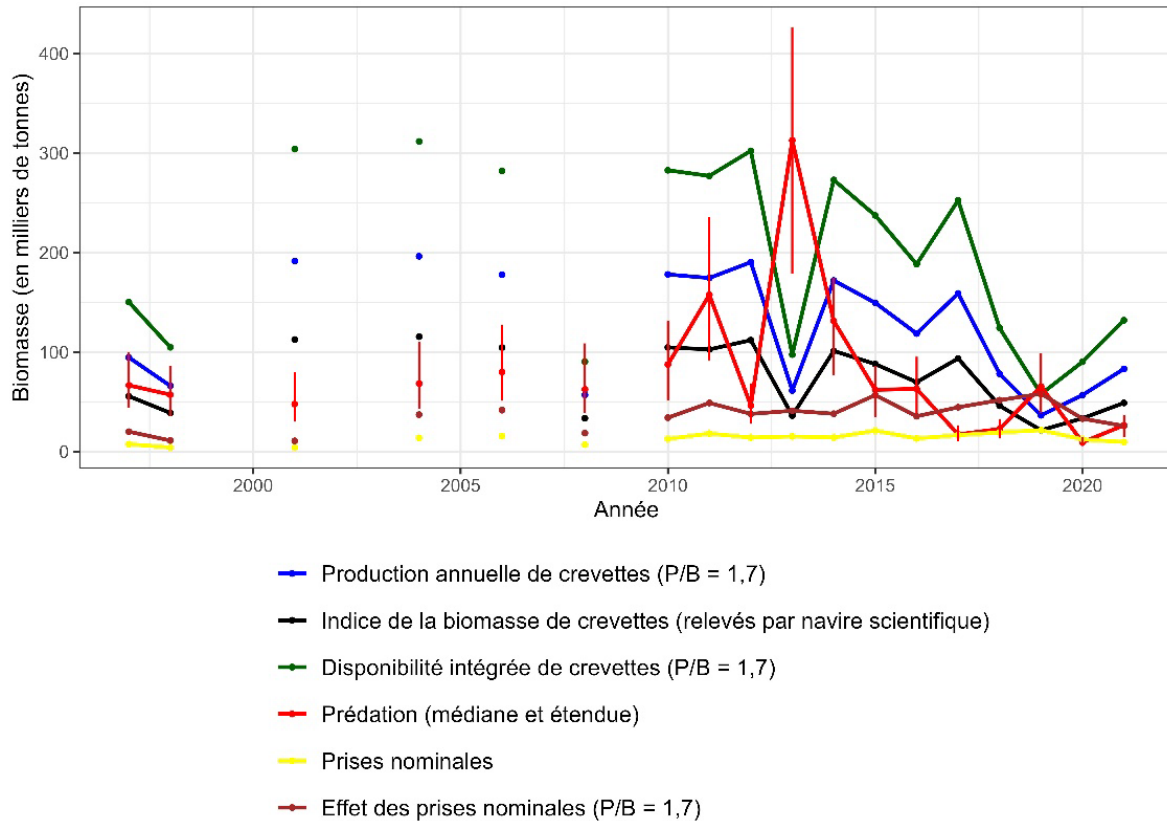 Biomasse (en milliers de tonnes)
400
300
200
100
0
2000 2005 2010 2015 2020
Année
Production annuelle de crevettes (P/B = 1,7)
Indice de la biomasse de crevettes (relevés par navire scientifique)
Disponibilité intégrée de crevettes (P/B = 1,7)
Prédation (médiane et étendue)
Prises nominales
Effet des prises nominales (P/B = 1,7)